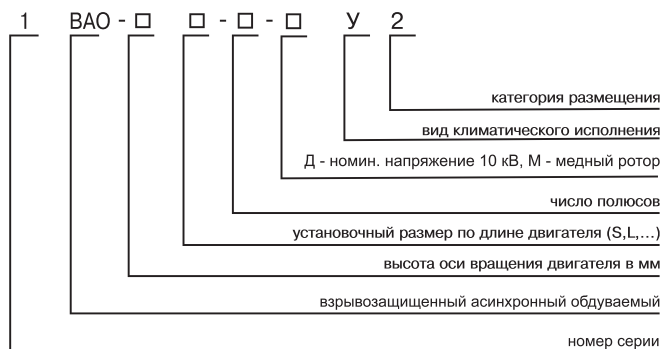 1 ВАО - □ □ - □ - □ У 2
категория размещения
вид климатического исполнения
Д - номин. напряжение 10 кВ, М - медный ротор
число полюсов
установочный размер по длине двигателя (S,L,...)
высота оси вращения двигателя в мм
взрывозащищенный асинхронный обдуваемый
номер серии